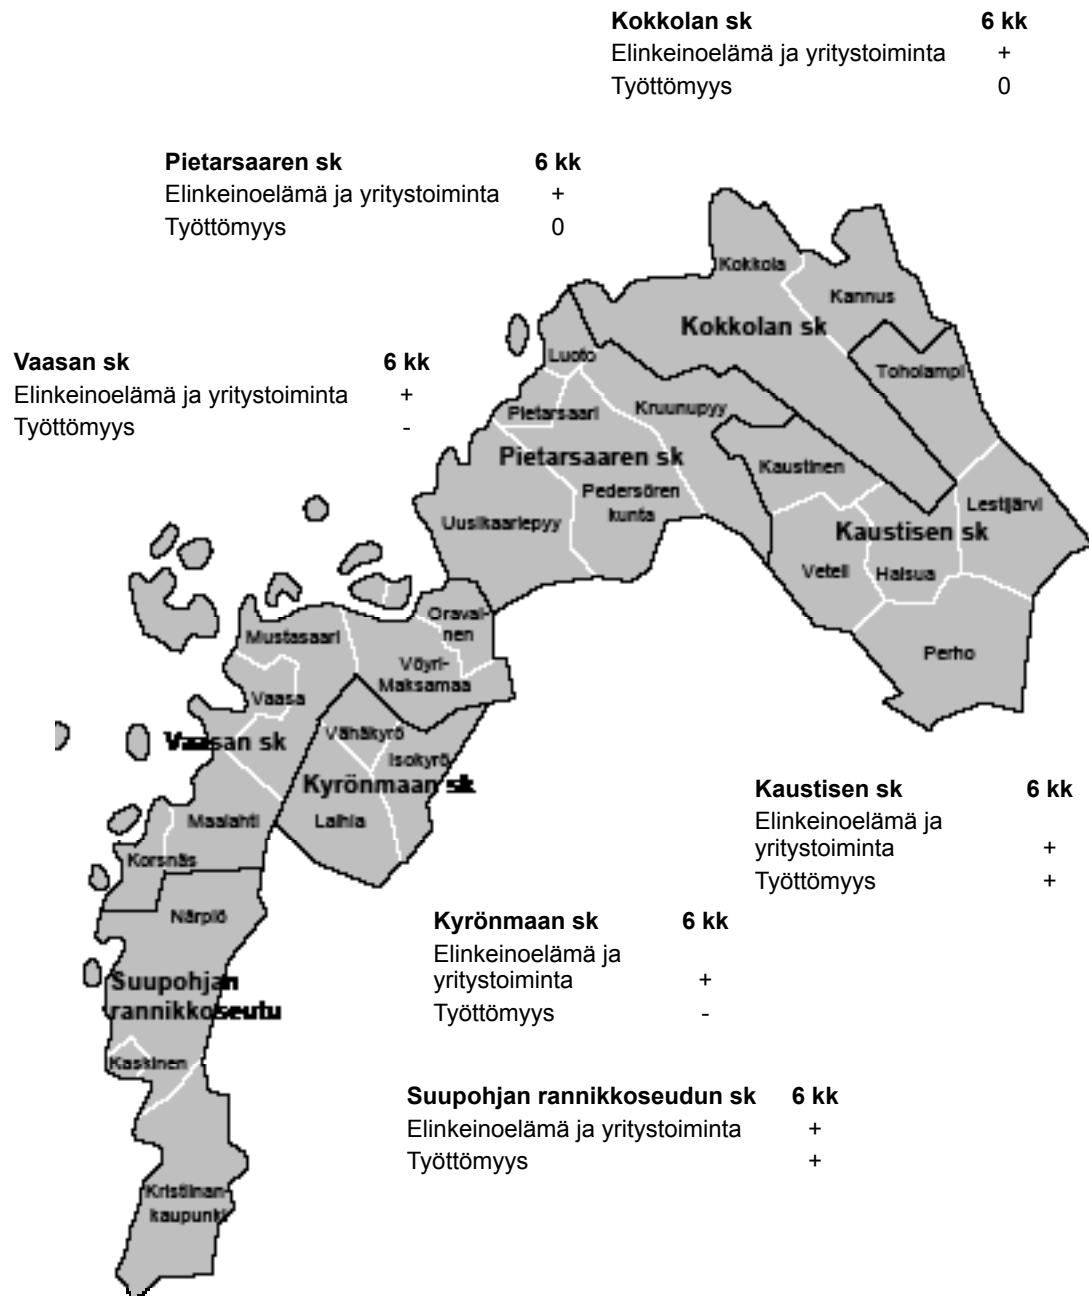 Kokkolan sk 6 kk
Elinkeinoelämä ja yritystoiminta +
Työttömyys 0
Pietarsaaren sk 6 kk
Elinkeinoelämä ja yritystoiminta +
Työttömyys 0
Vaasan sk 6 kk
Elinkeinoelämä ja yritystoiminta +
Työttömyys -
Kokkola
Kannus
Kokkolan sk
Luoto
Toholampi
Pietarsaari
Kruunupyy
Pietarsaaren sk
Kaustinen
Pedersören
kunta
Uusikaarlepyy
Lestijärvi
Kaustisen sk
Veteli
Halsua
Perho
Oravai-
nen
Mustasaari
Vöyri-
Maksamaa
Vaasa
Vähäkyrö
Vaasan sk
Isokyrö
Kyrönmaan sk
Maalahti
Laihia
Korsnäs
Närpiö
Suupohjan
rannikkoseutu
Kaskinen
Kristiinan-
kaupunki
Kaustisen sk 6 kk
Elinkeinoelämä ja
yritystoiminta +
Työttömyys +
Kyrönmaan sk 6 kk
Elinkeinoelämä ja
yritystoiminta +
Työttömyys -
Suupohjan rannikkoseudun sk 6 kk
Elinkeinoelämä ja yritystoiminta +
Työttömyys +